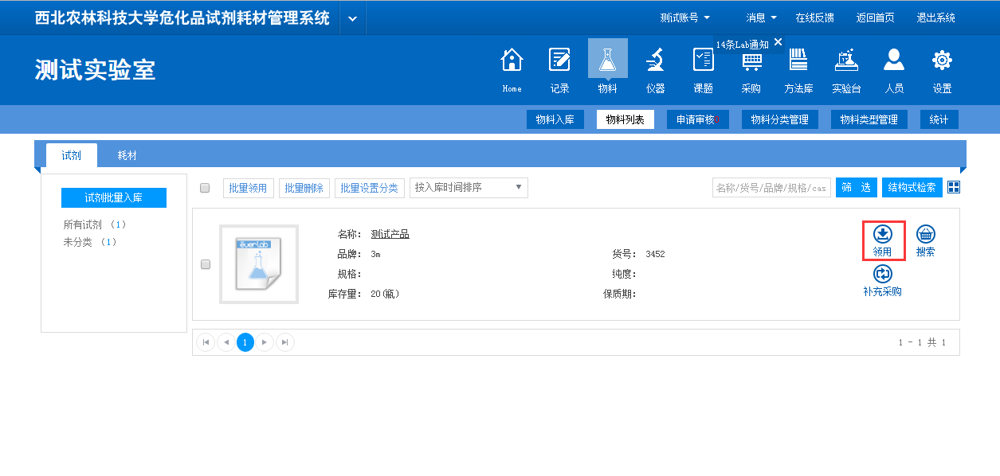 西北农林科技大学危化品试剂耗材管理系统
测试账号 消息 在线反馈 返回首页 退出系统
测试实验室
14条Lab通知 ×
Home 记录 物料 仪器 课题 采购 方法库 实验台 人员 设置
物料入库 物料列表 申请审核 物料分类管理 物料类型管理 统计
试剂 耗材
试剂批量入库
所有试剂 （1）
未分类 （1）
批量领用 批量删除 批量设置分类 按入库时间排序 名称/货号/品牌/规格/cas 筛 选 结构式检索
everlab
名称： 测试产品
品牌： 3m 货号： 3452
规格： 纯度：
库存量： 20(瓶) 保质期：
领用 搜索
补充采购
1
1 - 1 共 1